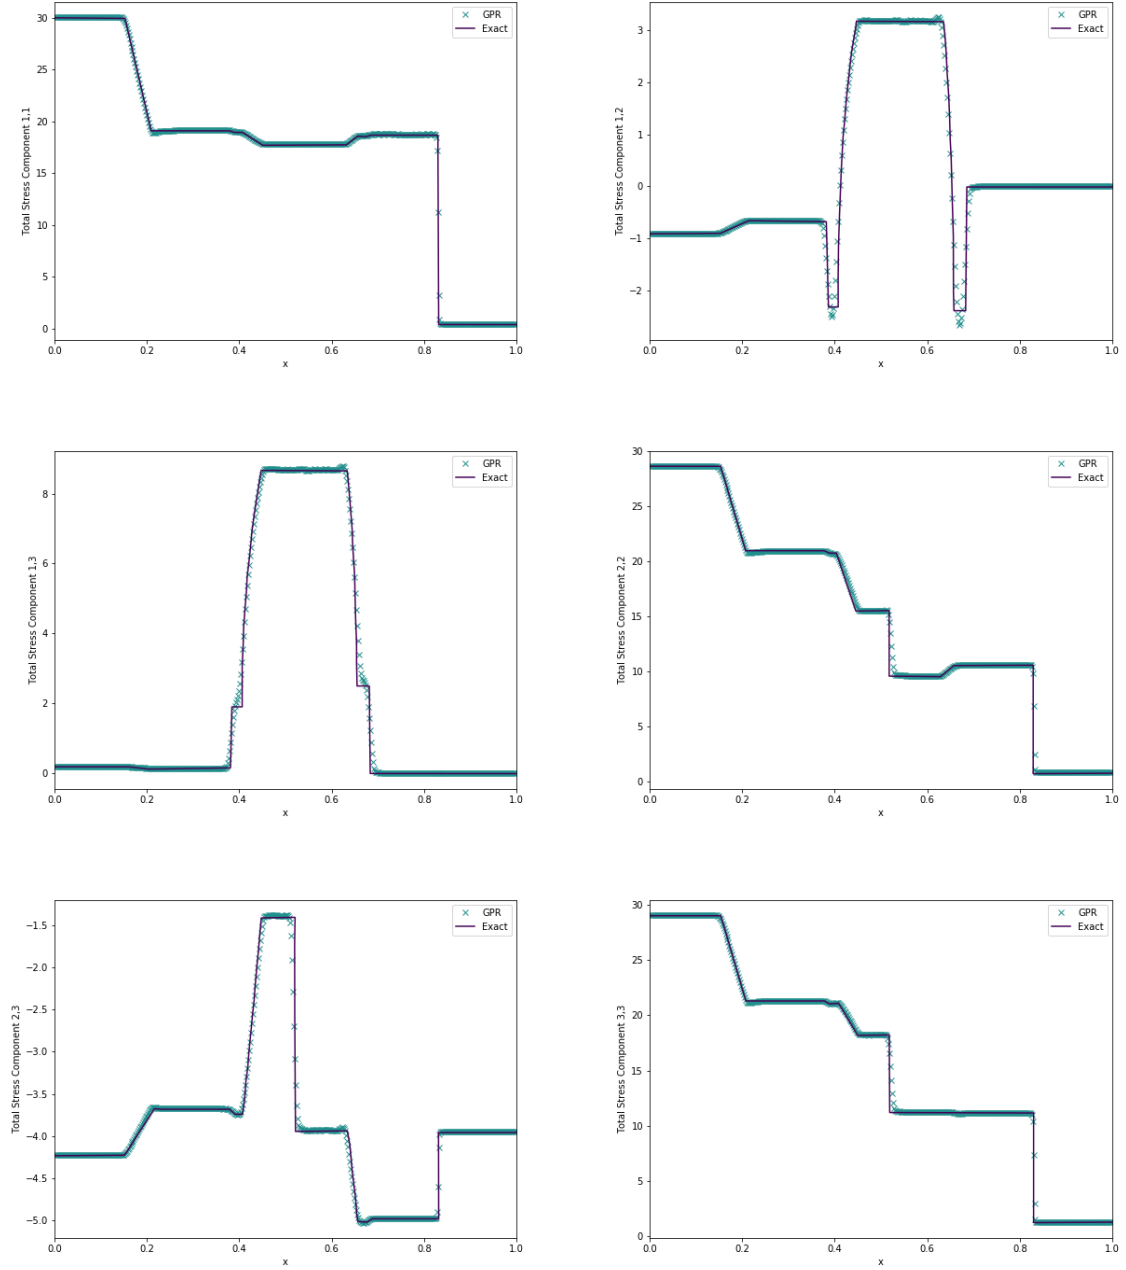 GPR
Exact
30
25
20
15
10
5
0
Total Stress Component 1,1
0.0 0.2 0.4 0.6 0.8 1.0
x
GPR
Exact
3
2
1
0
−1
−2
Total Stress Component 1,2
0.0 0.2 0.4 0.6 0.8 1.0
x
GPR
Exact
8
6
4
2
0
Total Stress Component 1,3
0.0 0.2 0.4 0.6 0.8 1.0
x
GPR
Exact
30
25
20
15
10
5
0
Total Stress Component 2,2
0.0 0.2 0.4 0.6 0.8 1.0
x
GPR
Exact
−1.5
−2.0
−2.5
−3.0
−3.5
−4.0
−4.5
−5.0
Total Stress Component 2,3
0.0 0.2 0.4 0.6 0.8 1.0
x
GPR
Exact
30
25
20
15
10
5
0
Total Stress Component 3,3
0.0 0.2 0.4 0.6 0.8 1.0
x